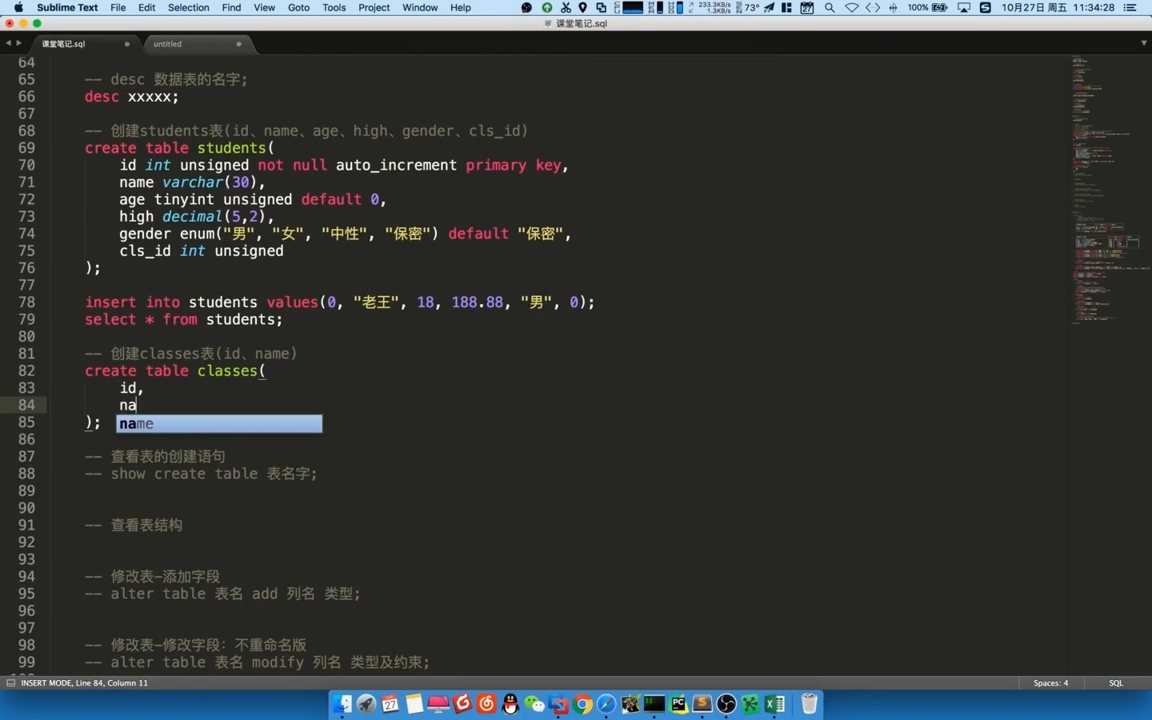 Sublime Text File Edit Selection Find View Goto Tools Project Window Help 233.3KB/s 1.3KB/s 73° 27 100% 10月27日 周五 11:34:28
课堂笔记.sql
课堂笔记.sql untitled
64
65 -- desc 数据表的名字;
66 desc xxxxx;
67
68 -- 创建students表(id、name、age、high、gender、cls_id)
69 create table students(
70 id int unsigned not null auto_increment primary key,
71 name varchar(30),
72 age tinyint unsigned default 0,
73 high decimal(5,2),
74 gender enum("男", "女", "中性", "保密") default "保密",
75 cls_id int unsigned
76 );
77
78 insert into students values(0, "老王", 18, 188.88, "男", 0);
79 select * from students;
80
81 -- 创建classes表(id、name)
82 create table classes(
83 id,
84 na
85 ); name
86
87 -- 查看表的创建语句
88 -- show create table 表名字;
89
90
91 -- 查看表结构
92
93
94 -- 修改表-添加字段
95 -- alter table 表名 add 列名 类型;
96
97
98 -- 修改表-修改字段：不重命名版
99 -- alter table 表名 modify 列名 类型及约束;
INSERT MODE, Line 84, Column 11 Spaces: 4 SQL
27